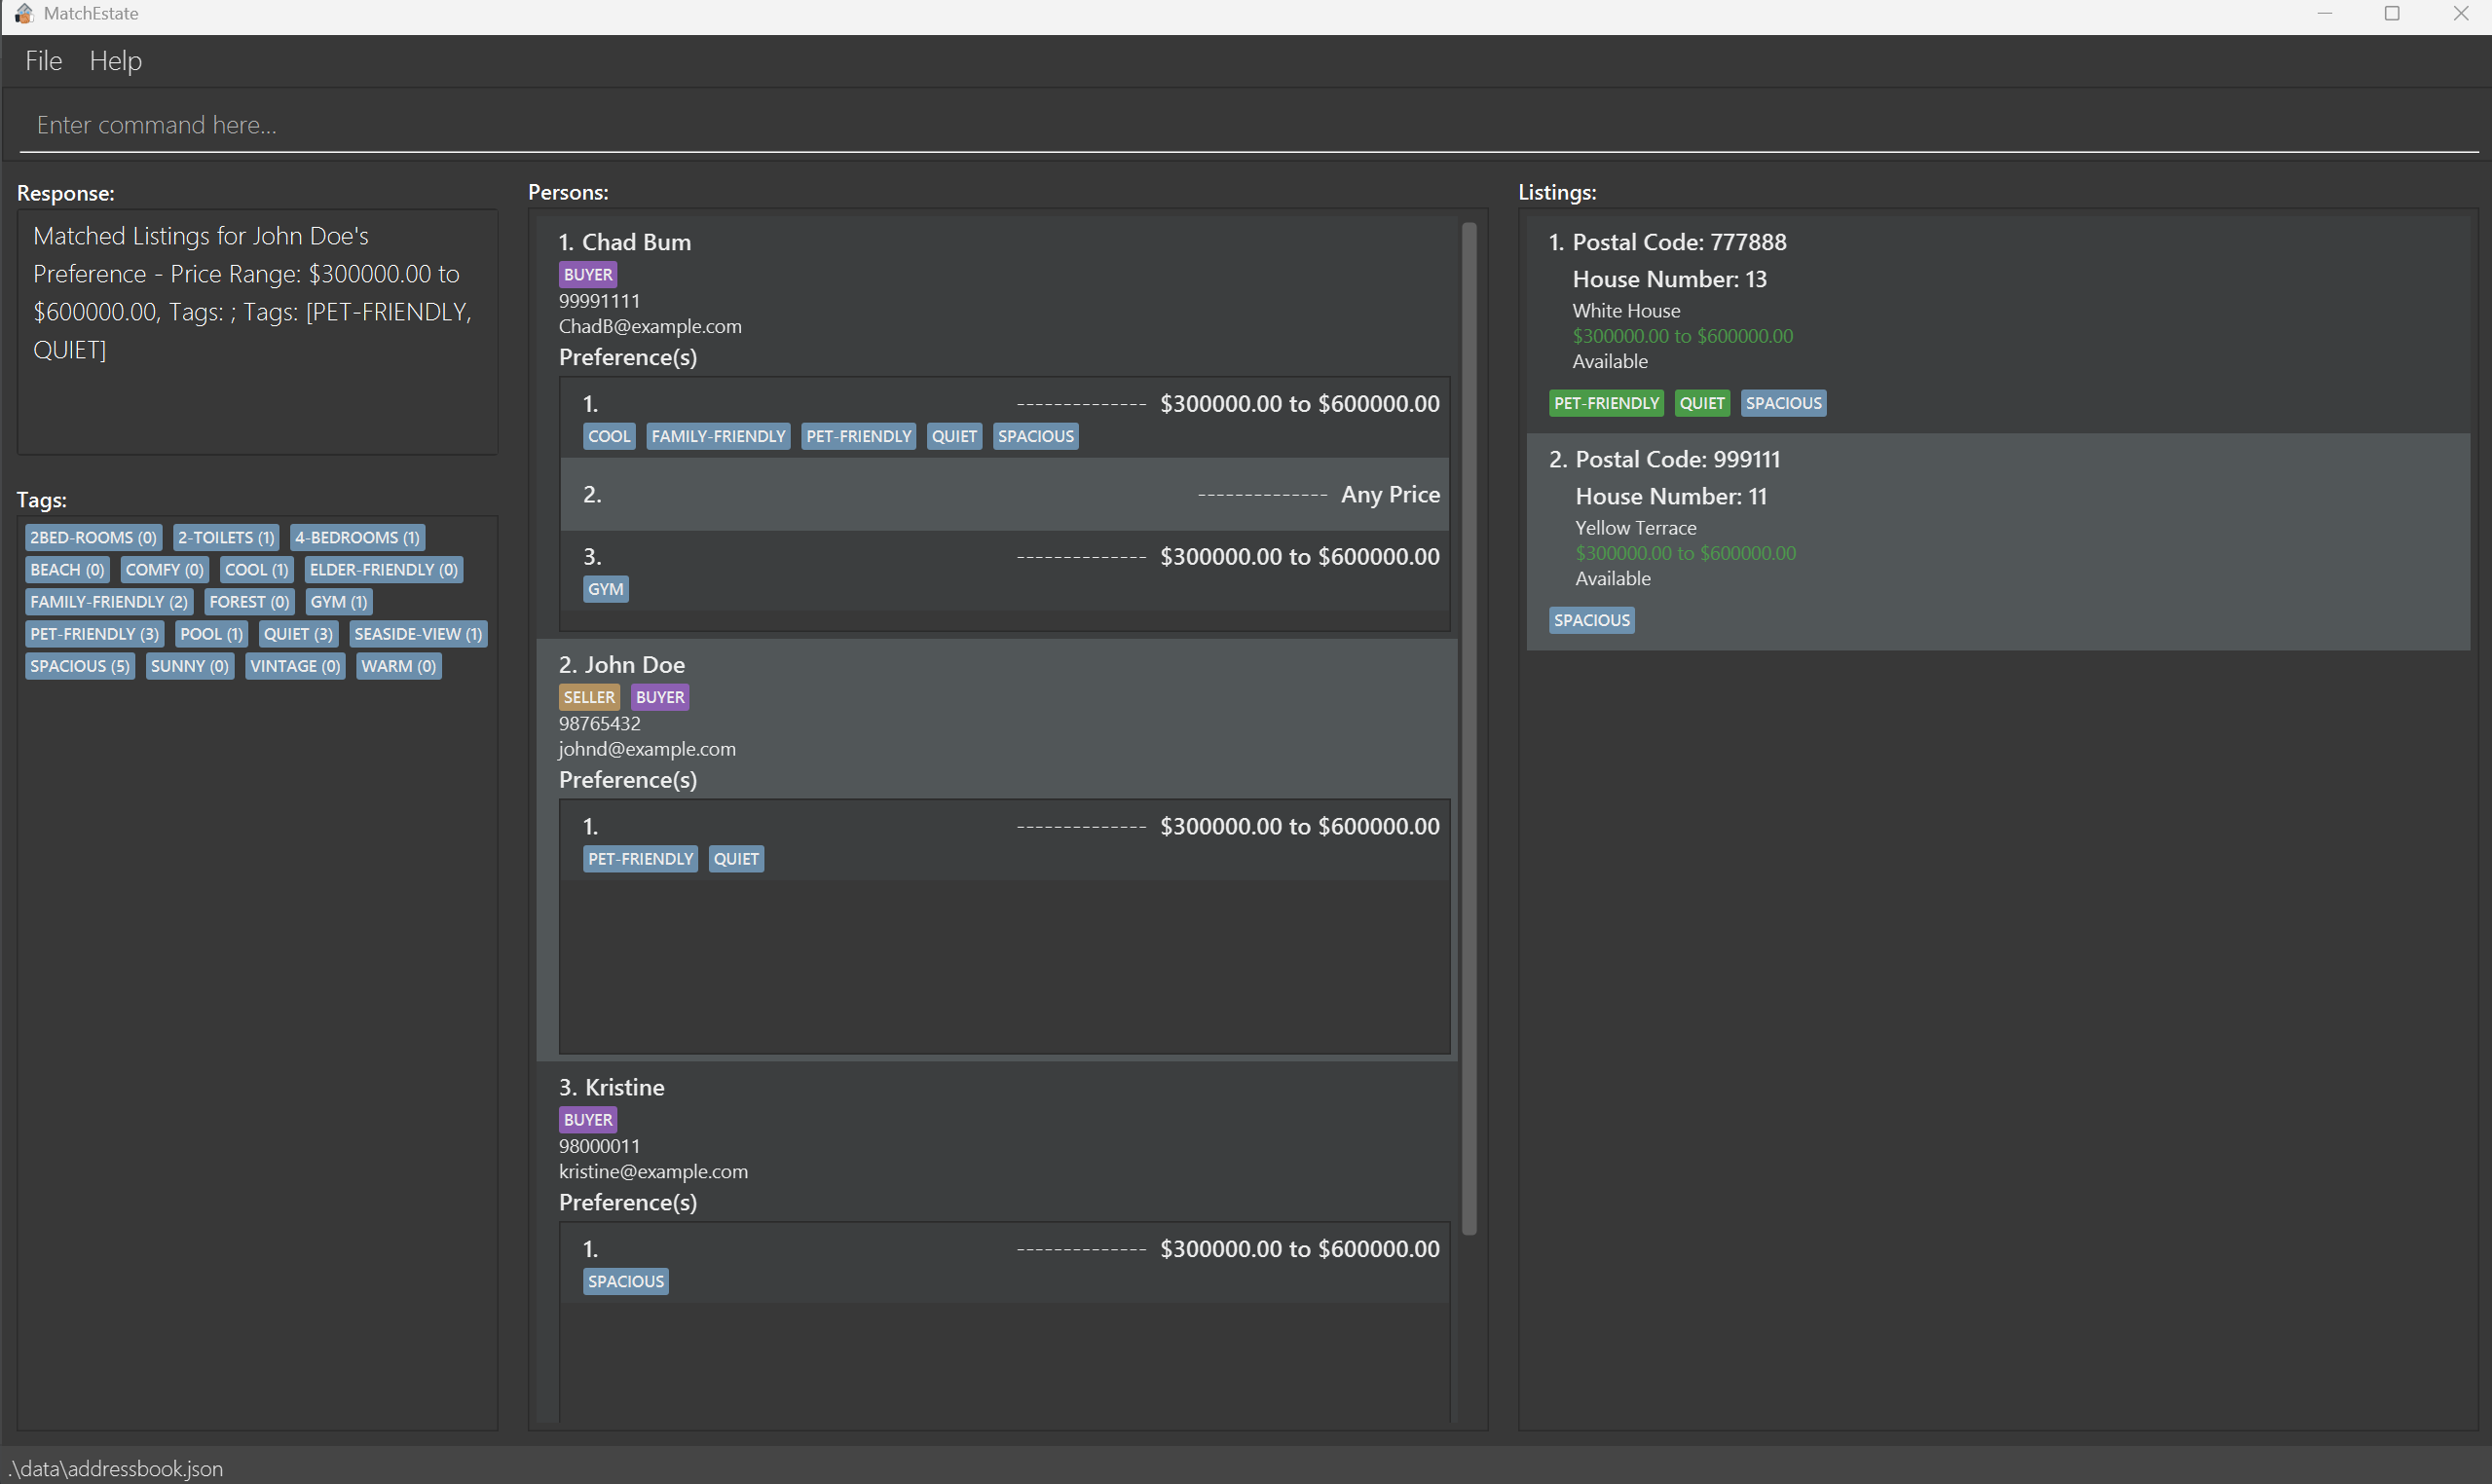 MatchEstate
File Help
Enter command here...
Response:
Matched Listings for John Doe's
Preference - Price Range: $300000.00 to
$600000.00, Tags: ; Tags: [PET-FRIENDLY,
QUIET]
Tags:
2BED-ROOMS (0) 2-TOILETS (1) 4-BEDROOMS (1)
BEACH (0) COMFY (0) COOL (1) ELDER-FRIENDLY (0)
FAMILY-FRIENDLY (2) FOREST (0) GYM (1)
PET-FRIENDLY (3) POOL (1) QUIET (3) SEASIDE-VIEW (1)
SPACIOUS (5) SUNNY (0) VINTAGE (0) WARM (0)
Persons:
1. Chad Bum
BUYER
99991111
ChadB@example.com
Preference(s)
1. -------------- $300000.00 to $600000.00
COOL FAMILY-FRIENDLY PET-FRIENDLY QUIET SPACIOUS
2. -------------- Any Price
3. -------------- $300000.00 to $600000.00
GYM
2. John Doe
SELLER BUYER
98765432
johnd@example.com
Preference(s)
1. -------------- $300000.00 to $600000.00
PET-FRIENDLY QUIET
3. Kristine
BUYER
98000011
kristine@example.com
Preference(s)
1. -------------- $300000.00 to $600000.00
SPACIOUS
Listings:
1. Postal Code: 777888
House Number: 13
White House
$300000.00 to $600000.00
Available
PET-FRIENDLY QUIET SPACIOUS
2. Postal Code: 999111
House Number: 11
Yellow Terrace
$300000.00 to $600000.00
Available
SPACIOUS
.\data\addressbook.json